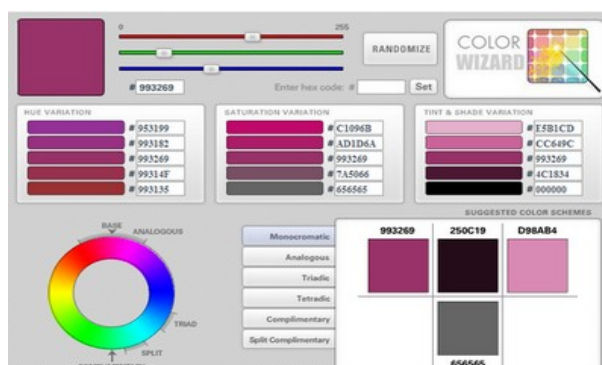 0 255
RANDOMIZE
COLOR
WIZARD
# 993269
Enter hex code: # Set
HUE VARIATION
# 953199
# 993182
# 993269
# 99314F
# 993135
SATURATION VARIATION
# C1096B
# AD1D6A
# 993269
# 7A5066
# 656565
TINT & SHADE VARIATION
# E5B1CD
# CC649C
# 993269
# 4C1834
# 000000
SUGGESTED COLOR SCHEMES
BASE
ANALOGOUS
TRIAD
SPLIT
Monocromatic
Analogous
Triadic
Tetradic
Complimentary
Split Complimentary
993269 250C19 D98AB4
656565